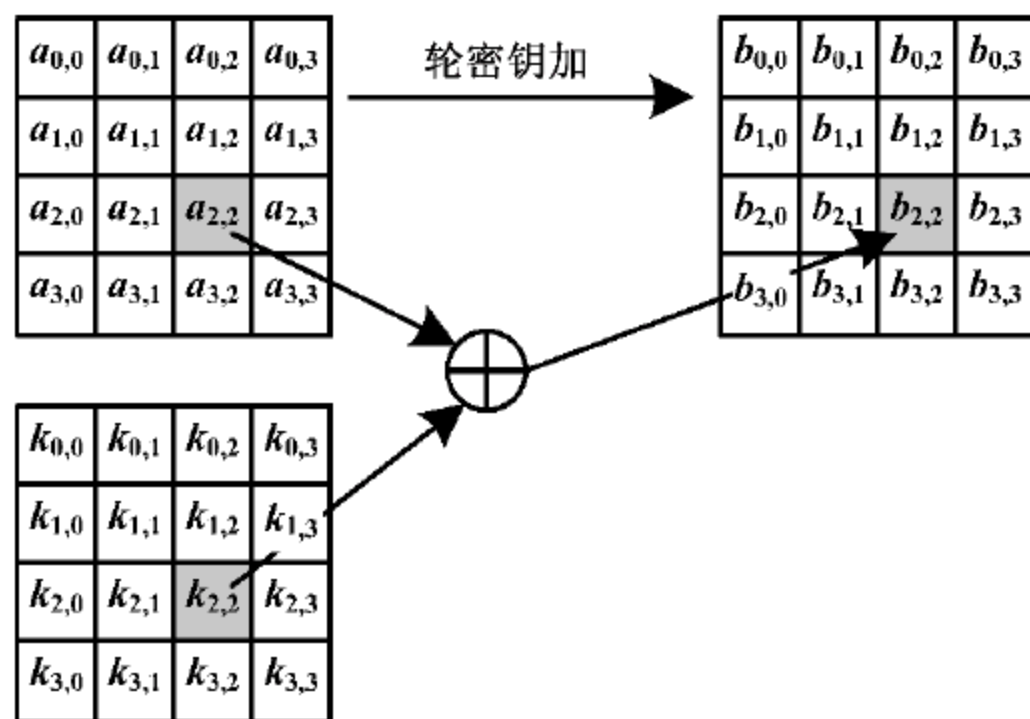 a0,0 a0,1 a0,2 a0,3
a1,0 a1,1 a1,2 a1,3
a2,0 a2,1 a2,2 a2,3
a3,0 a3,1 a3,2 a3,3
轮密钥加
b0,0 b0,1 b0,2 b0,3
b1,0 b1,1 b1,2 b1,3
b2,0 b2,1 b2,2 b2,3
b3,0 b3,1 b3,2 b3,3
k0,0 k0,1 k0,2 k0,3
k1,0 k1,1 k1,2 k1,3
k2,0 k2,1 k2,2 k2,3
k3,0 k3,1 k3,2 k3,3